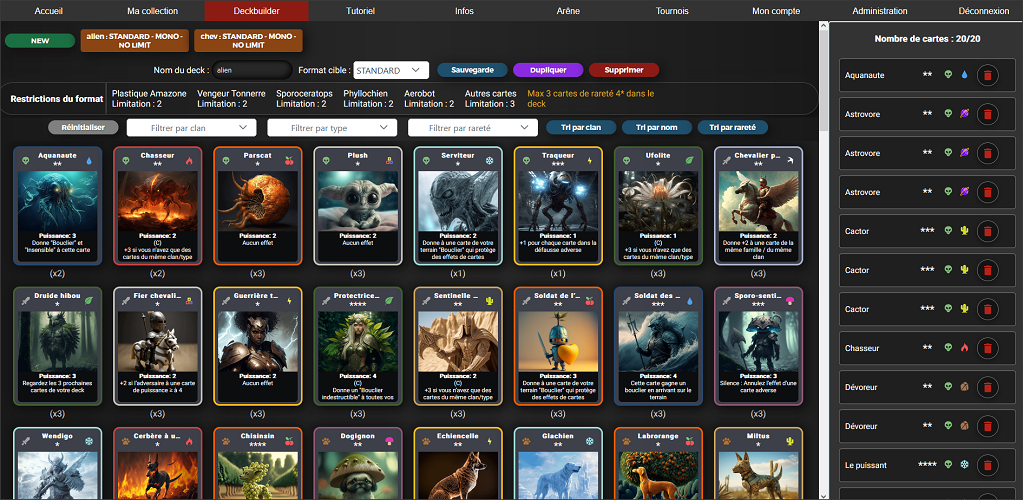 Accueil
Ma collection
Deckbuilder
Tutoriel
Infos
Arêne
Tournois
Mon compte
Administration
Déconnexion
NEW
alien : STANDARD - MONO - NO LIMIT
chev : STANDARD - MONO - NO LIMIT
Nom du deck :
alien
Format cible :
STANDARD
Sauvegarde
Dupliquer
Supprimer
Restrictions du format
Plastique Amazone
Limitation : 2
Vengeur Tonnerre
Limitation : 2
Sporoceratops
Limitation : 2
Phyllochien
Limitation : 2
Aerobot
Limitation : 2
Autres cartes
Limitation : 3
Max 3 cartes de rareté 4* dans le
deck
Réinitialiser
Filtrer par clan
Filtrer par type
Filtrer par rareté
Tri par clan
Tri par nom
Tri par rareté
Aquanaute
**
Puissance: 3
Donne "Bouclier" et
"Insensible" à cette carte
(x2)
Chasseur
**
Puissance: 2
(C)
+3 si vous n'avez que des
cartes du même clan/type
(x2)
Parscat
*
Puissance: 2
Aucun effet
(x3)
Plush
*
Puissance: 2
Aucun effet
(x3)
Serviteur
Puissance: 2
Donne à une carte de votre
terrain "Bouclier" qui protège
des effets de cartes
(x1)
Traqueur
***
Puissance: 2
+1 pour chaque carte dans la
défausse adverse
(x1)
Ufolite
*
Puissance: 1
(C)
+3 si vous n'avez que des
cartes du même clan/type
(x3)
Chevalier p...
**
Puissance: 2
Donne +2 à une carte de la
même famille / du même
clan
(x3)
Druide hibou
*
Puissance: 3
Regardez les 3 prochaines
cartes de votre deck
(x3)
Fier chevali...
*
Puissance: 2
+2 si l'adversaire à une carte
de puissance ≥ à 4
(x3)
Guerrière t...
*
Puissance: 2
Aucun effet
(x3)
Protectrice...
****
Puissance: 4
(C)
Donne un "Bouclier
indestructible" à toutes vos
(x3)
Sentinelle ...
**
Puissance: 2
(C)
+3 si vous n'avez que des
cartes du même clan/type
(x3)
Soldat de l'...
**
Puissance: 3
Donne à une carte de votre
terrain "Bouclier" qui protège
des effets de cartes
(x3)
Soldat des ...
***
Puissance: 4
Cette carte gagne un
bouclier en arrivant sur le
terrain
(x3)
Sporo-senti...
***
Puissance: 3
Silence : Annulez l'effet d'une
carte adverse
(x3)
Wendigo
Cerbère à u...
*
Chisinsin
****
Dogignon
**
Echiencelle
**
Glachien
**
Labrorange
*
Miltus
*
Nombre de cartes : 20/20
Aquanaute **
Astrovore **
Astrovore **
Astrovore **
Cactor ***
Cactor ***
Cactor ***
Chasseur **
Dévoreur **
Dévoreur **
Le puissant ****